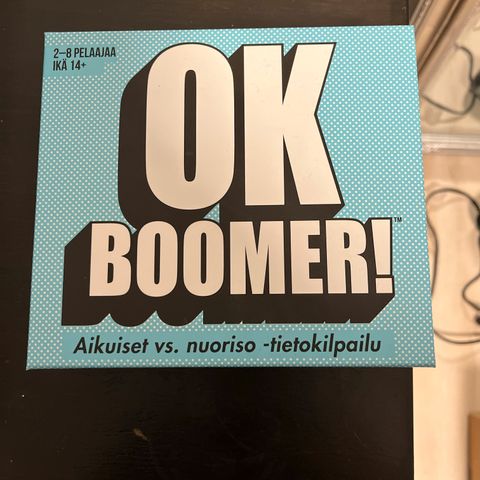 2–8 PELAAJAA
IKÄ 14+
OK
BOOMER!™
Aikuiset vs. nuoriso -tietokilpailu